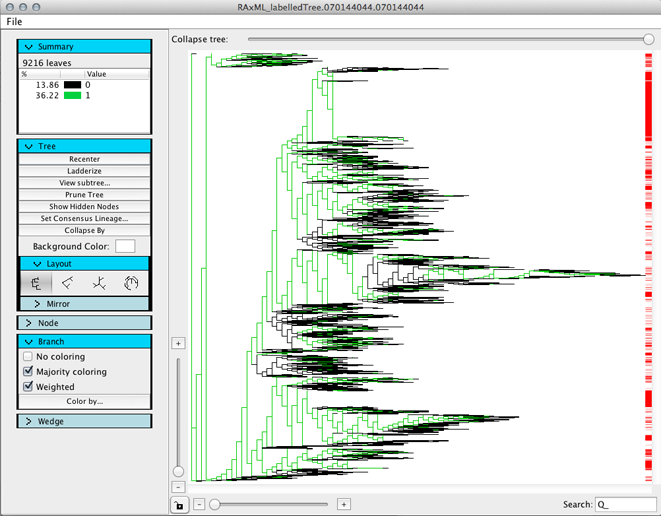 RAxML_labelledTree.070144044.070144044
File
Summary
9216 leaves
% Value
13.86 0
36.22 1
Tree
Recenter
Ladderize
View subtree...
Prune Tree
Show Hidden Nodes
Set Consensus Lineage...
Collapse By
Background Color:
Layout
Mirror
Node
Branch
No coloring
Majority coloring
Weighted
Color by...
Wedge
Collapse tree:
+
-
- +
Search: Q_